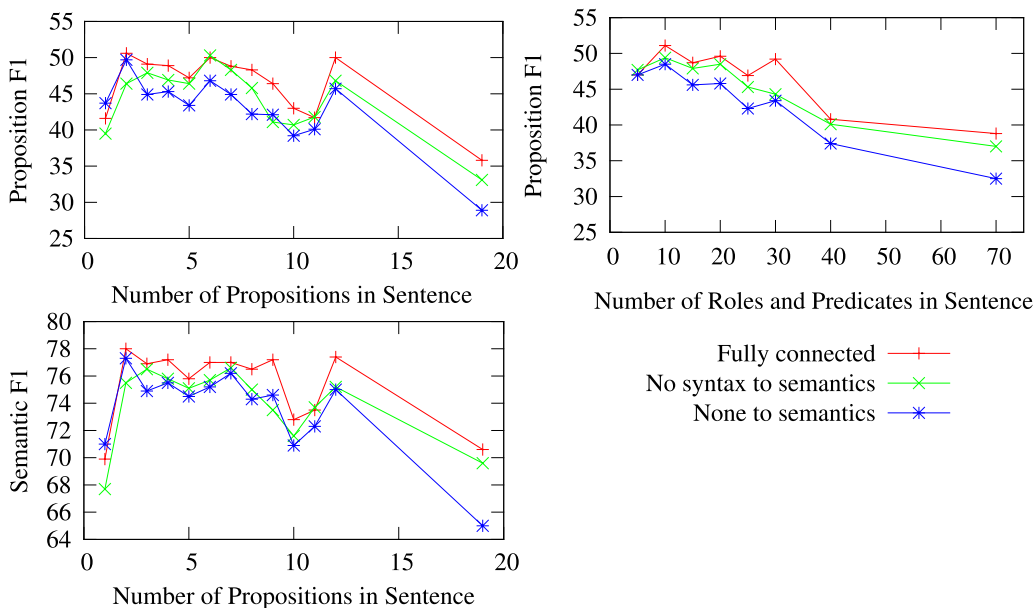 55
50
45
40
35
30
25
Proposition F1
0 5 10 15 20
Number of Propositions in Sentence
55
50
45
40
35
30
25
Proposition F1
0 10 20 30 40 50 60 70
Number of Roles and Predicates in Sentence
80
78
76
74
72
70
68
66
64
Semantic F1
0 5 10 15 20
Number of Propositions in Sentence
Fully connected
No syntax to semantics
None to semantics